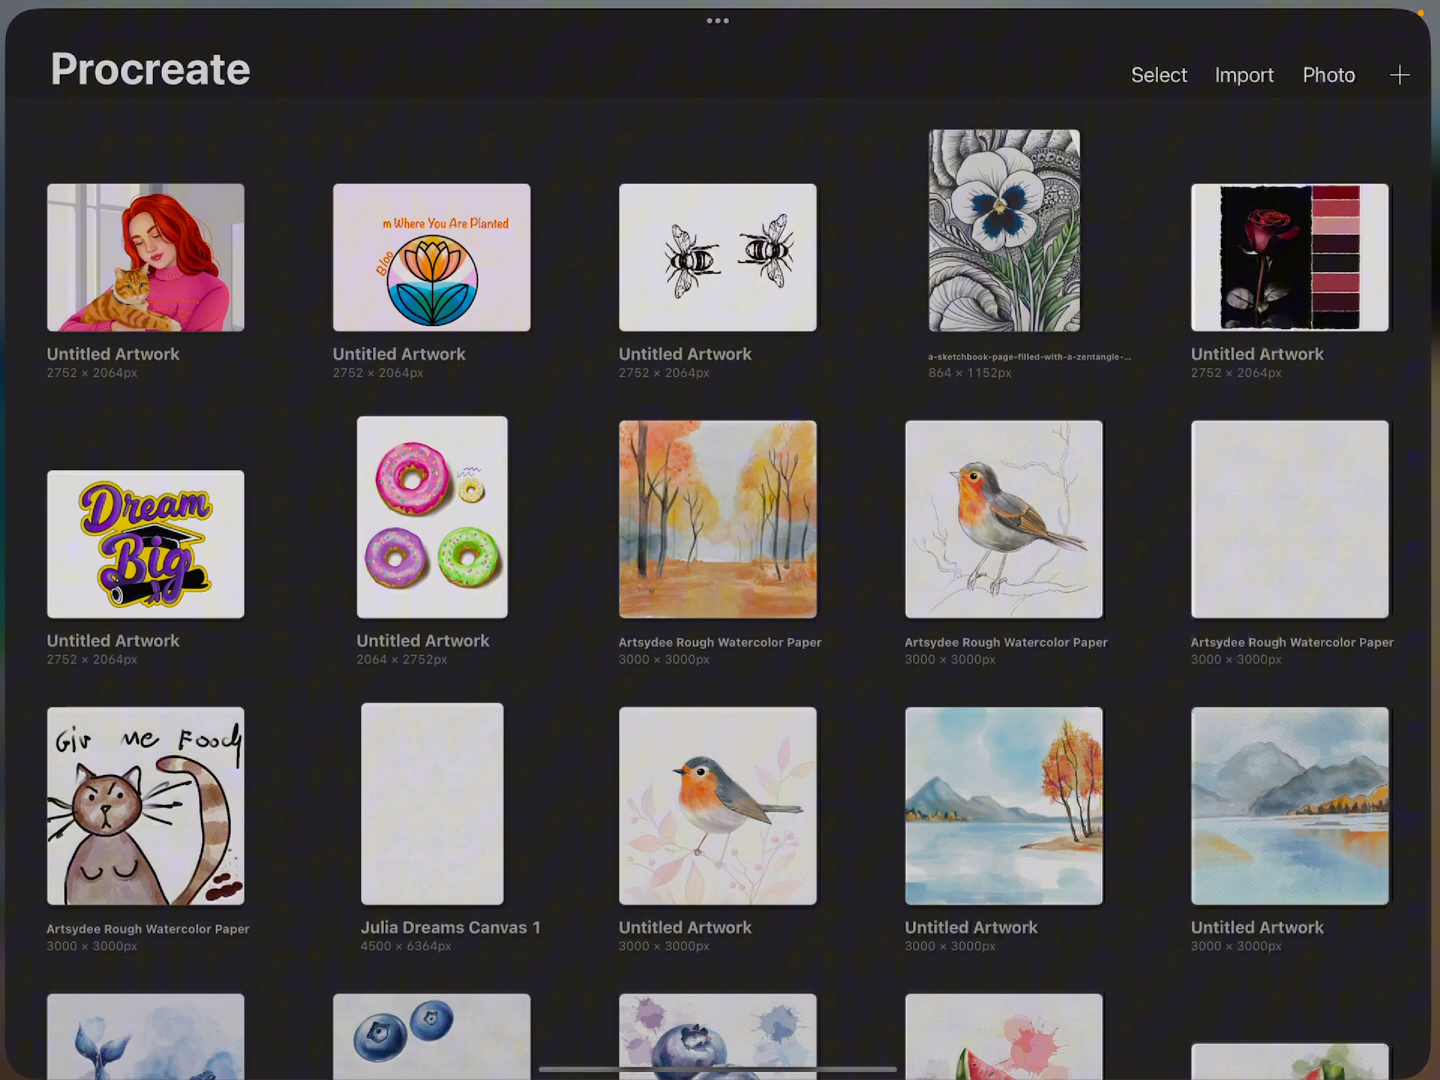 Procreate
Select Import Photo
m Where You Are Planted
Bloo
Untitled Artwork
2752 × 2064px
Untitled Artwork
2752 × 2064px
Untitled Artwork
2752 × 2064px
a-sketchbook-page-filled-with-a-zentangle-...
864 × 1152px
Untitled Artwork
2752 × 2064px
Dream
Big
Untitled Artwork
2752 × 2064px
Untitled Artwork
2064 × 2752px
Artsydee Rough Watercolor Paper
3000 × 3000px
Artsydee Rough Watercolor Paper
3000 × 3000px
Artsydee Rough Watercolor Paper
3000 × 3000px
Giv me Food
Artsydee Rough Watercolor Paper
3000 × 3000px
Julia Dreams Canvas 1
4500 × 6364px
Untitled Artwork
3000 × 3000px
Untitled Artwork
3000 × 3000px
Untitled Artwork
3000 × 3000px